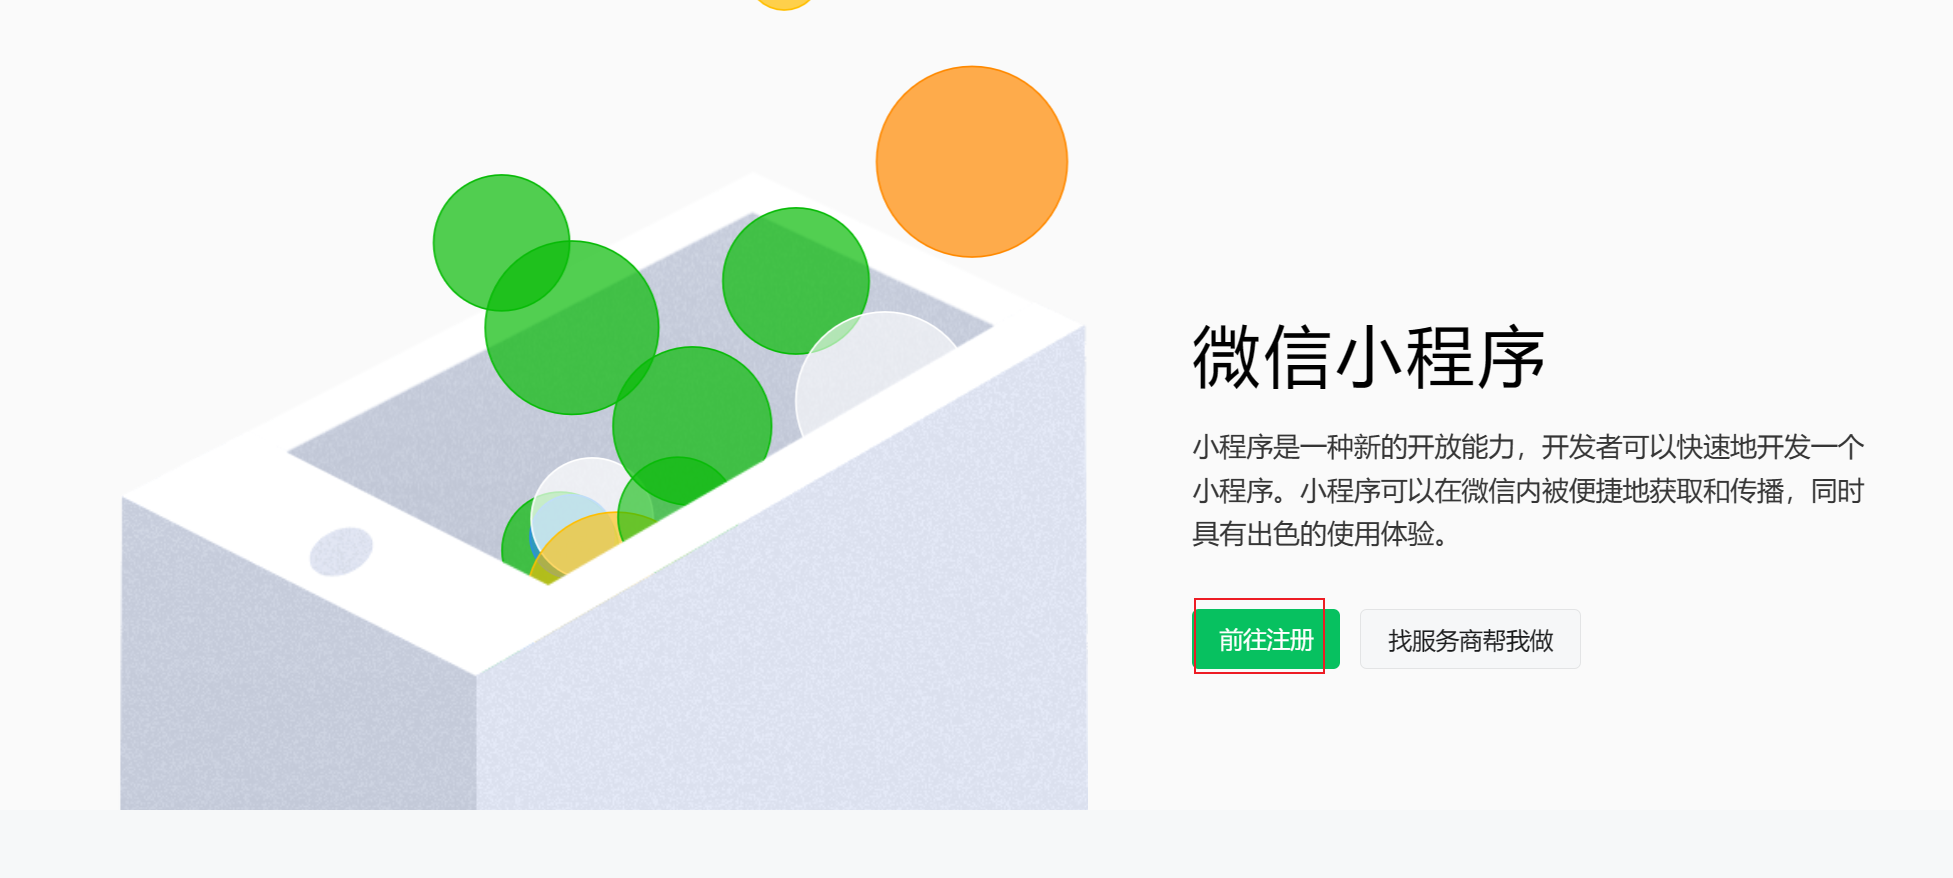 微信小程序
小程序是一种新的开放能力，开发者可以快速地开发一个
小程序。小程序可以在微信内被便捷地获取和传播，同时
具有出色的使用体验。
前往注册
找服务商帮我做